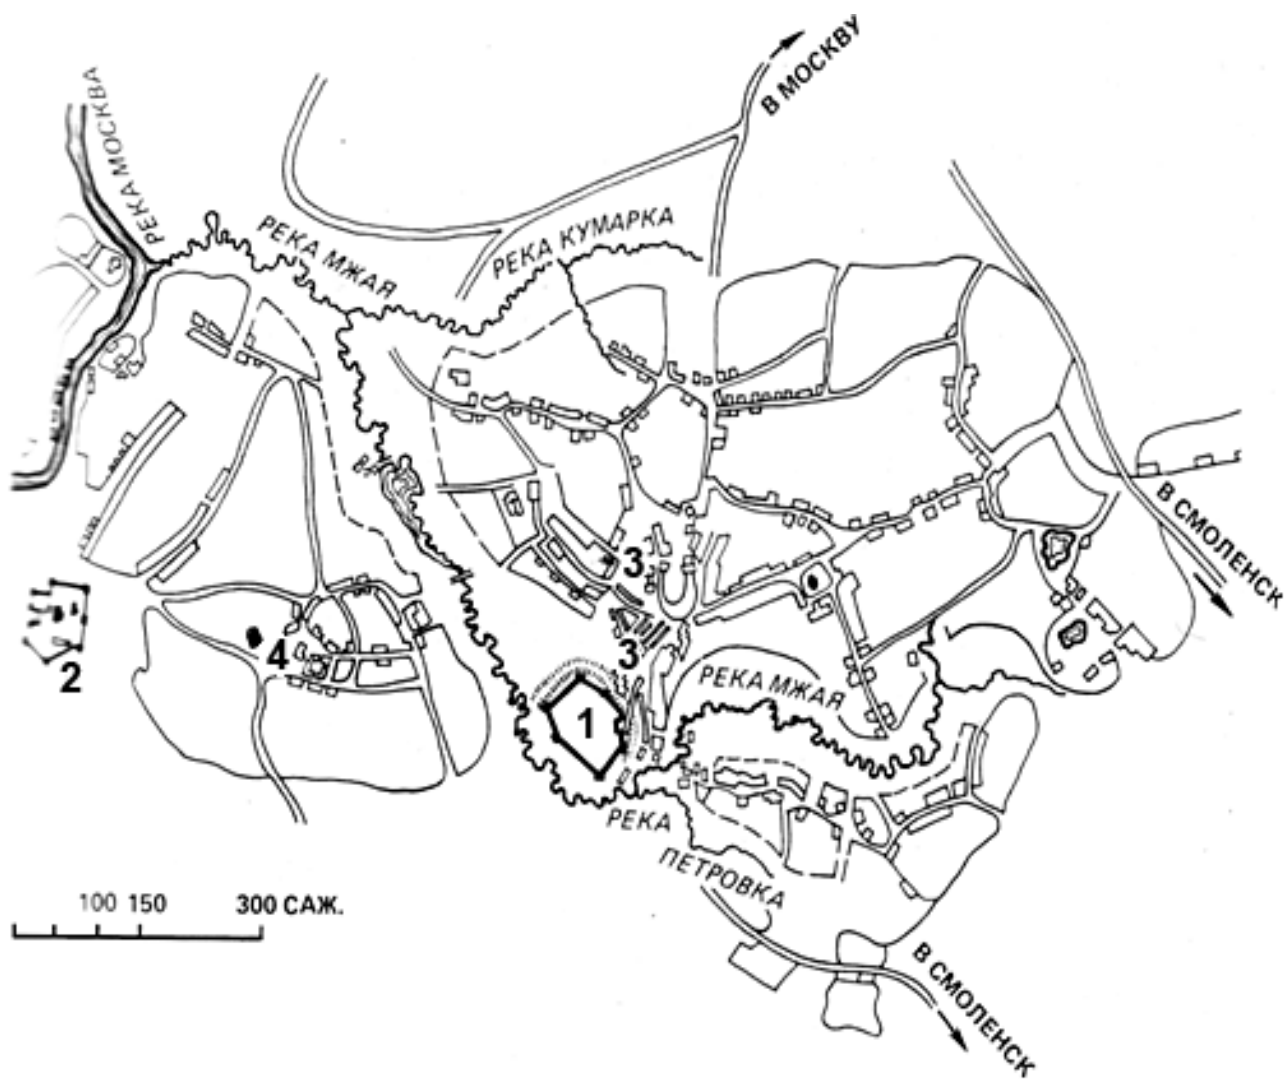 В МОСКВУ
РЕКА МОСКВА
РЕКА МЖАЯ
РЕКА КУМАРКА
В СМОЛЕНСК
3
4
2
3
РЕКА МЖАЯ
1
РЕКА
ПЕТРОВКА
100 150 300 САЖ.
В СМОЛЕНСК